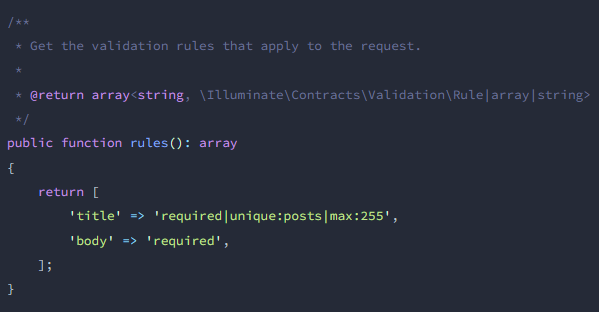 /**
 * Get the validation rules that apply to the request.
 *
 * @return array<string, \Illuminate\Contracts\Validation\Rule|array|string>
 */
public function rules(): array
{
    return [
        'title' => 'required|unique:posts|max:255',
        'body' => 'required',
    ];
}